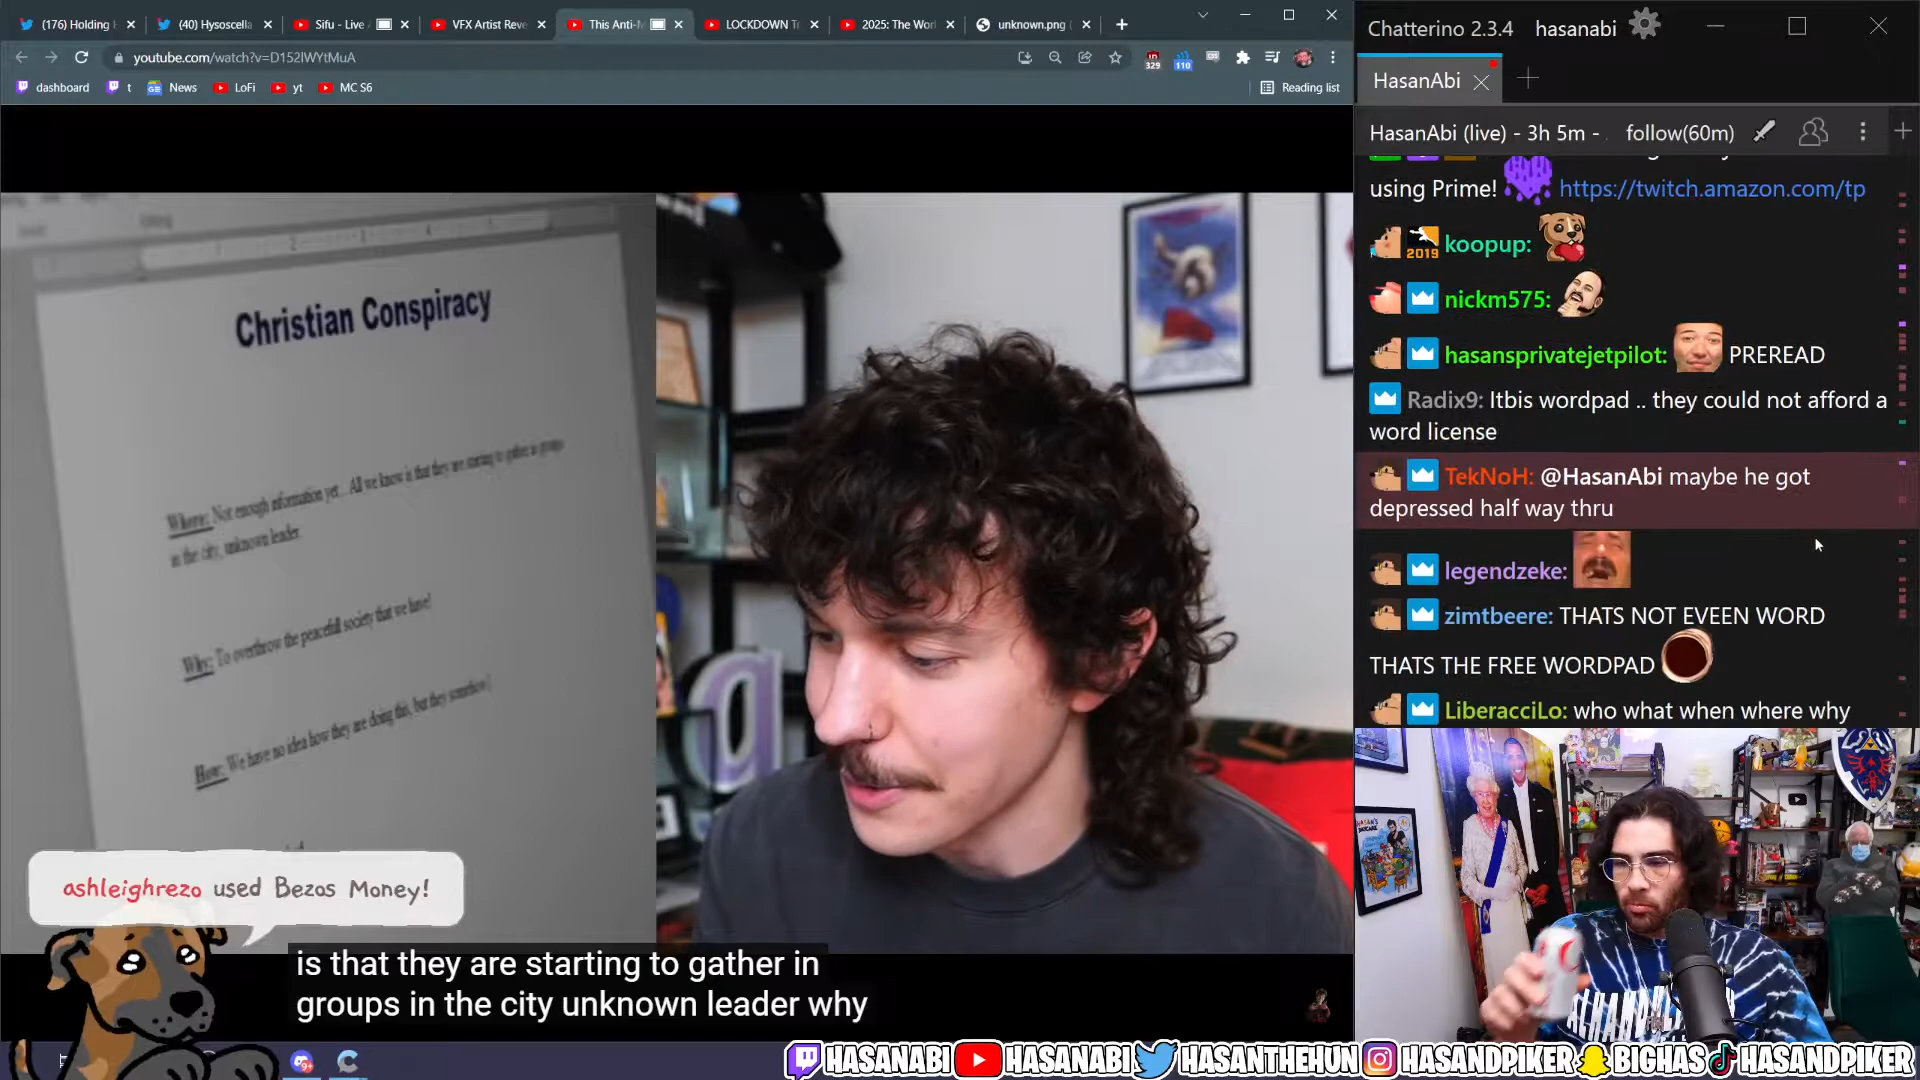 (176) Holding
(40) Hysoscella
Sifu - Live
VFX Artist Reve
This Anti-
LOCKDOWN T
2025: The Worl
unknown.png (
youtube.com/watch?v=D152lWYtMuA
329
110
dashboard
t
News
LoFi
yt
MC S6
Reading list
Christian Conspiracy
Where: Not enough information yet... All we know is that they are starting to gather in groups
in the city, unknown leader.
Why: To overthrow the peacefull society that we have!
How: We have no idea how they are doing this, but they somehow
ashleighrezo used Bezos Money!
is that they are starting to gather in
groups in the city unknown leader why
Chatterino 2.3.4
hasanabi
HasanAbi
HasanAbi (live) - 3h 5m -
follow(60m)
using Prime! https://twitch.amazon.com/tp
2019 koopup:
nickm575:
hasansprivatejetpilot: PREREAD
Radix9: Itbis wordpad .. they could not afford a
word license
TekNoH: @HasanAbi maybe he got
depressed half way thru
legendzeke:
zimtbeere: THATS NOT EVEEN WORD
THATS THE FREE WORDPAD
LiberacciLo: who what when where why
HASANABI HASANABI HASANTHEHUN HASANDPIKER BIGHAS HASANDPIKER